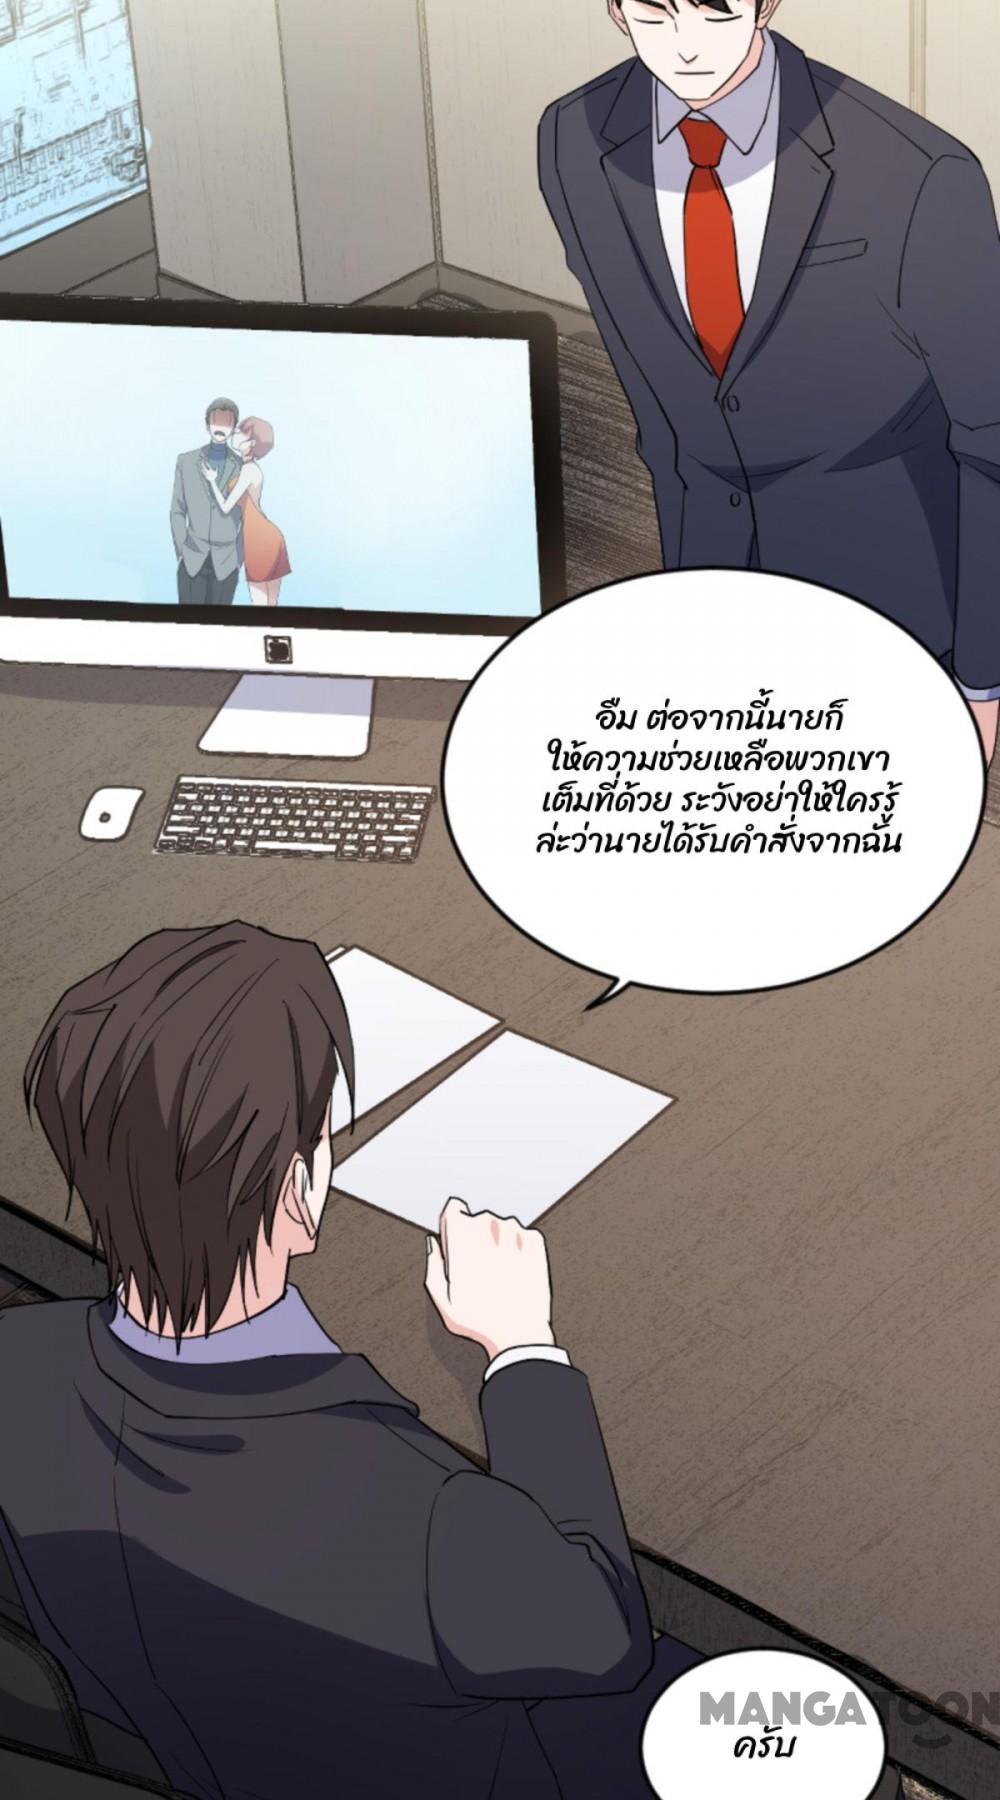 อืม ต่อจากนี้นายก็
ให้ความช่วยเหลือพวกเขา
เต็มที่ด้วย ระวังอย่าให้ใครรู้
ล่ะว่านายได้รับคำสั่งจากฉัน
MANGATOON
ครับ